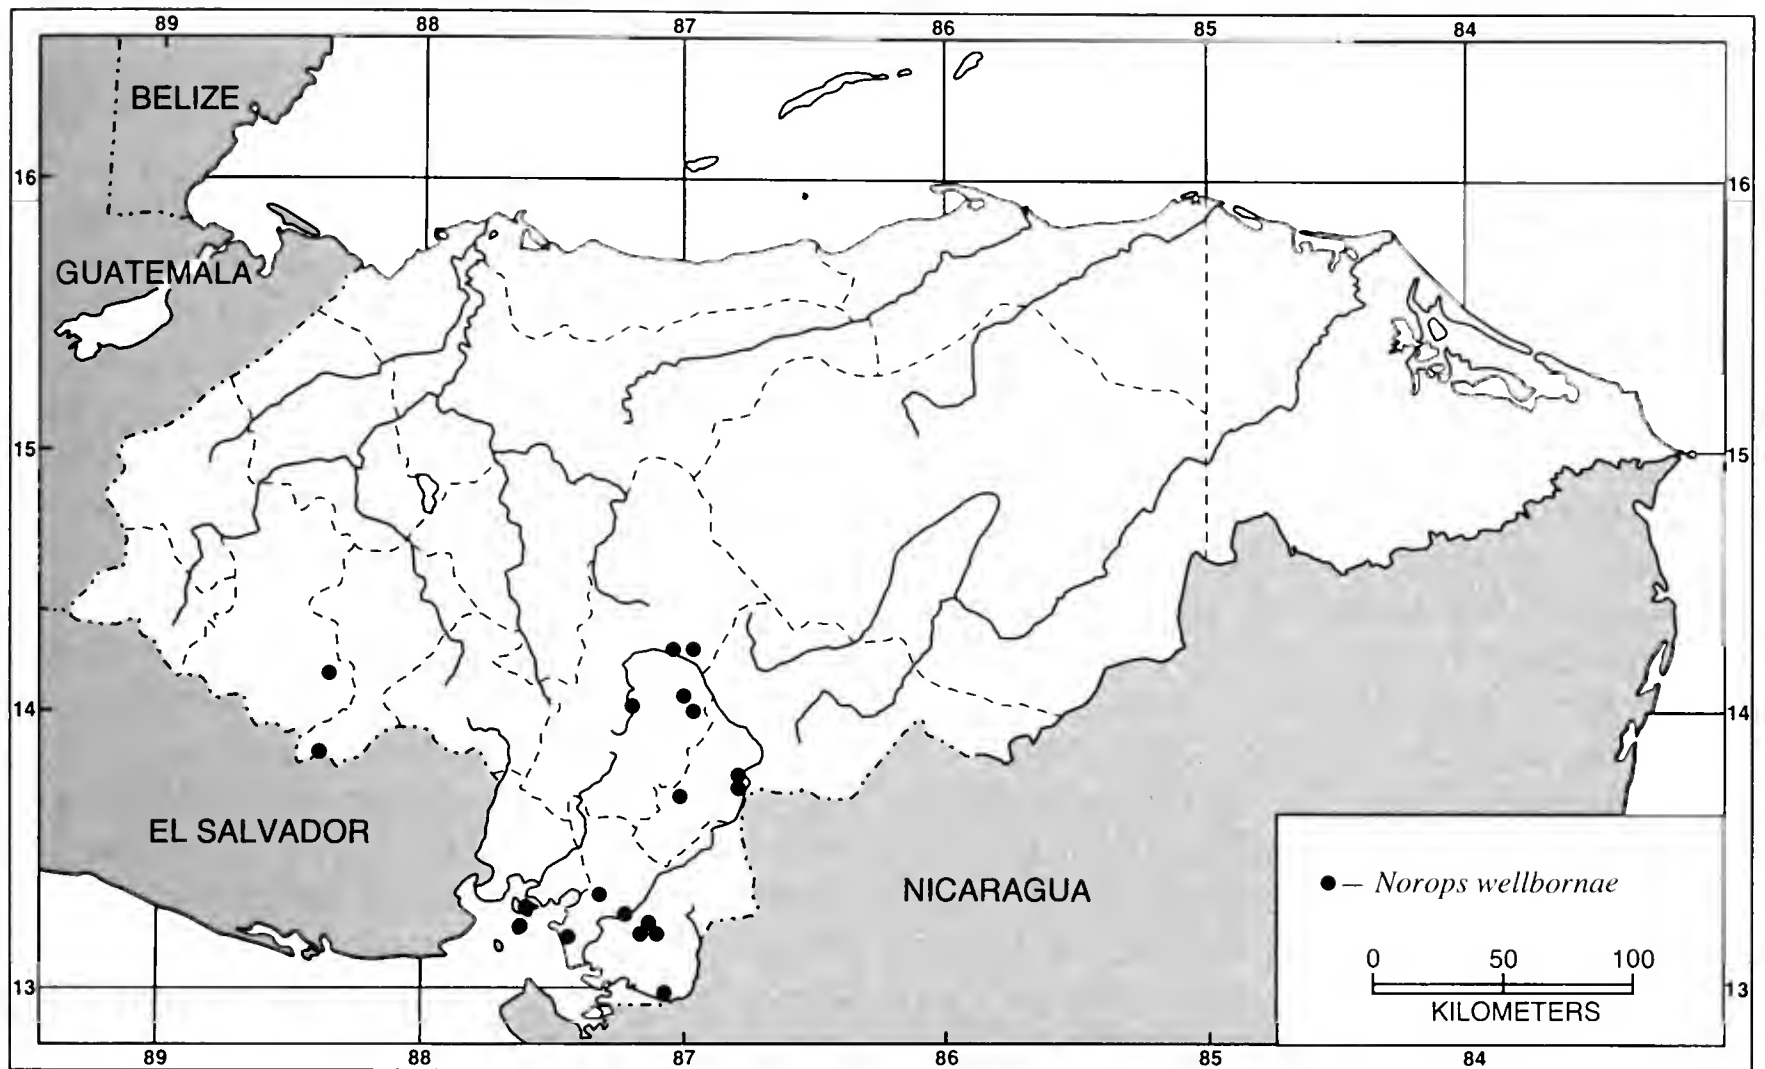 89 88 87 86 85 84
BELIZE
16 16
GUATEMALA
15 15
14 14
EL SALVADOR
NICARAGUA
● – Norops wellbornae
0 50 100
KILOMETERS
13 13
89 88 87 86 85 84